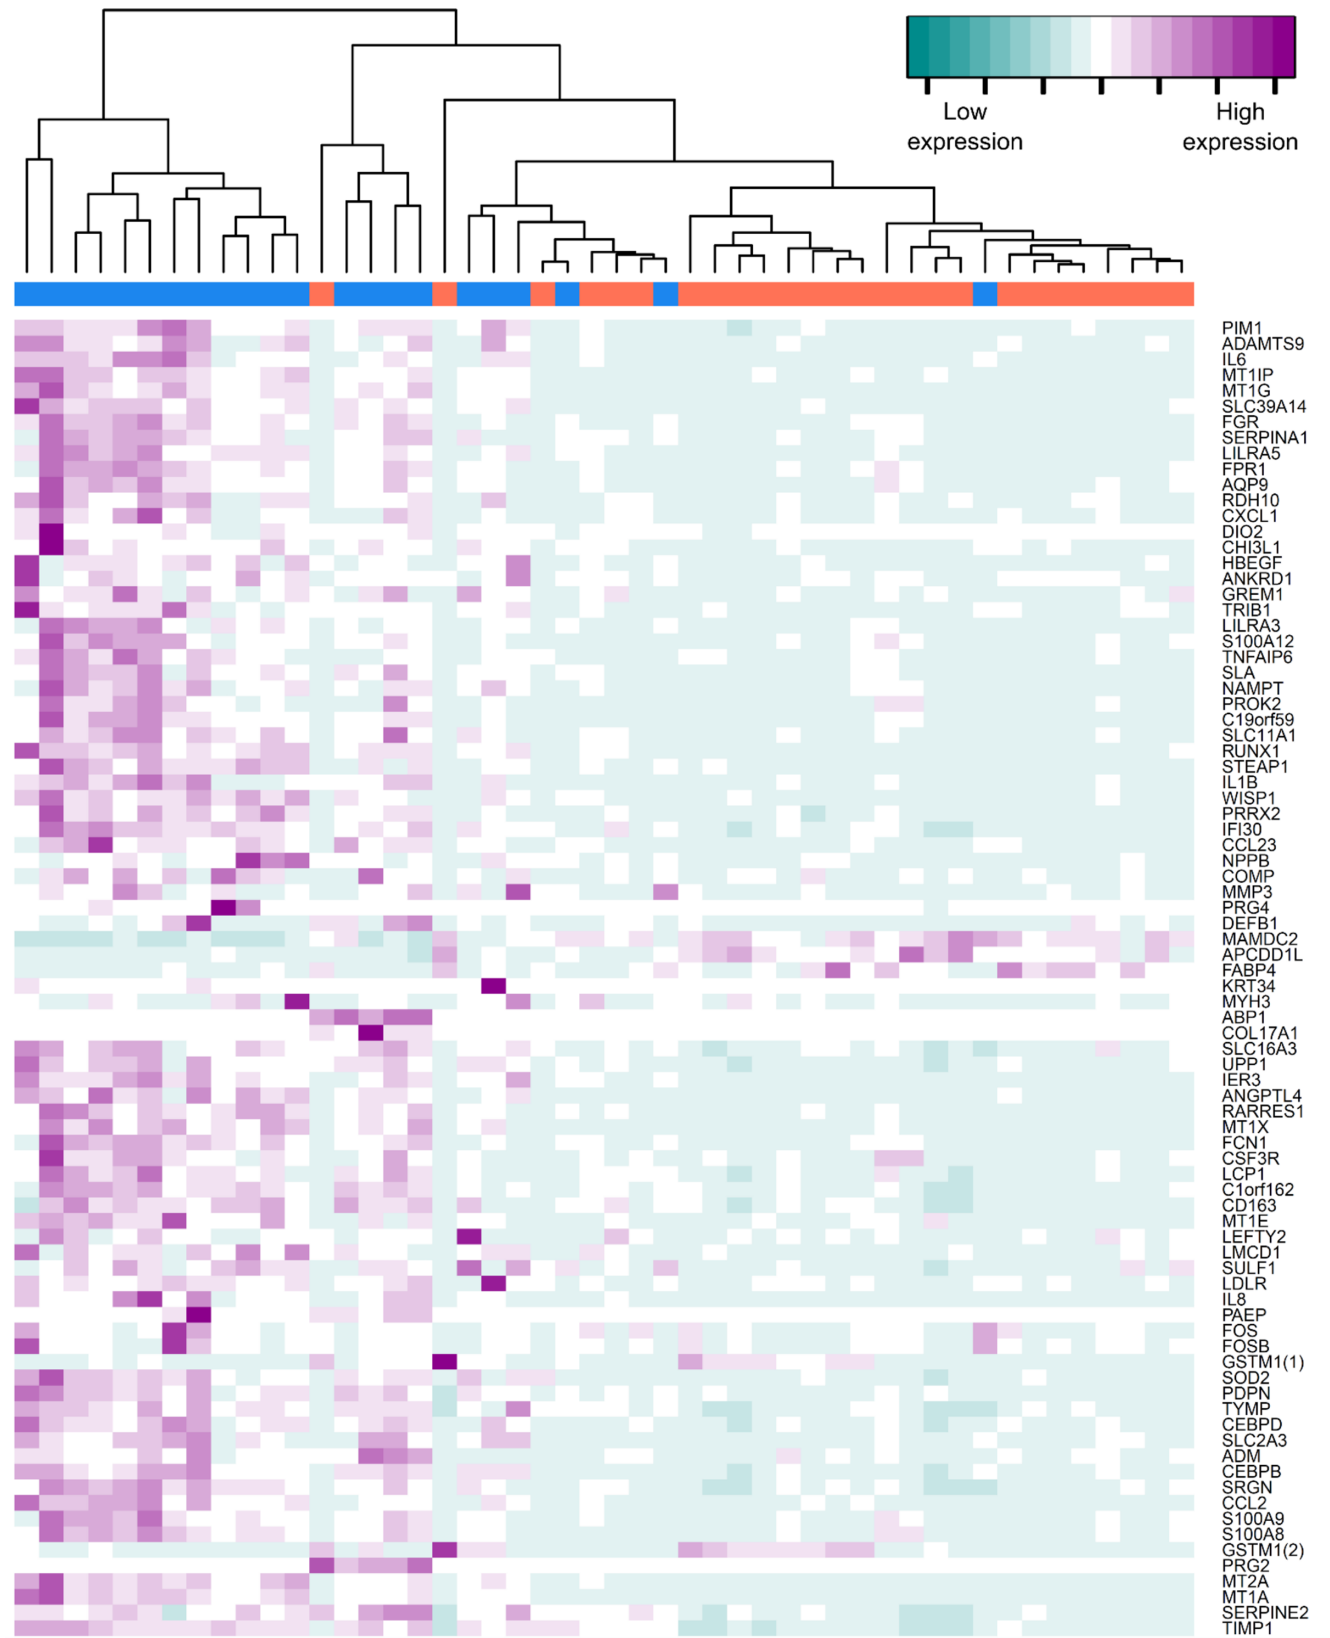 Low
expression
High
expression
PIM1
ADAMTS9
IL6
MT1IP
MT1G
SLC39A14
FGR
SERPINA1
LILRA5
FPR1
AQP9
RDH10
CXCL1
DIO2
CHI3L1
HBEGF
ANKRD1
GREM1
TRIB1
LILRA3
S100A12
TNFAIP6
SLA
NAMPT
PROK2
C19orf59
SLC11A1
RUNX1
STEAP1
IL1B
WISP1
PRRX2
IFI30
CCL23
NPPB
COMP
MMP3
PRG4
DEFB1
MAMDC2
APCDD1L
FABP4
KRT34
MYH3
ABP1
COL17A1
SLC16A3
UPP1
IER3
ANGPTL4
RARRES1
MT1X
FCN1
CSF3R
LCP1
C1orf162
CD163
MT1E
LEFTY2
LMCD1
SULF1
LDLR
IL8
PAEP
FOS
FOSB
GSTM1(1)
SOD2
PDPN
TYMP
CEBPD
SLC2A3
ADM
CEBPB
SRGN
CCL2
S100A9
S100A8
GSTM1(2)
PRG2
MT2A
MT1A
SERPINE2
TIMP1